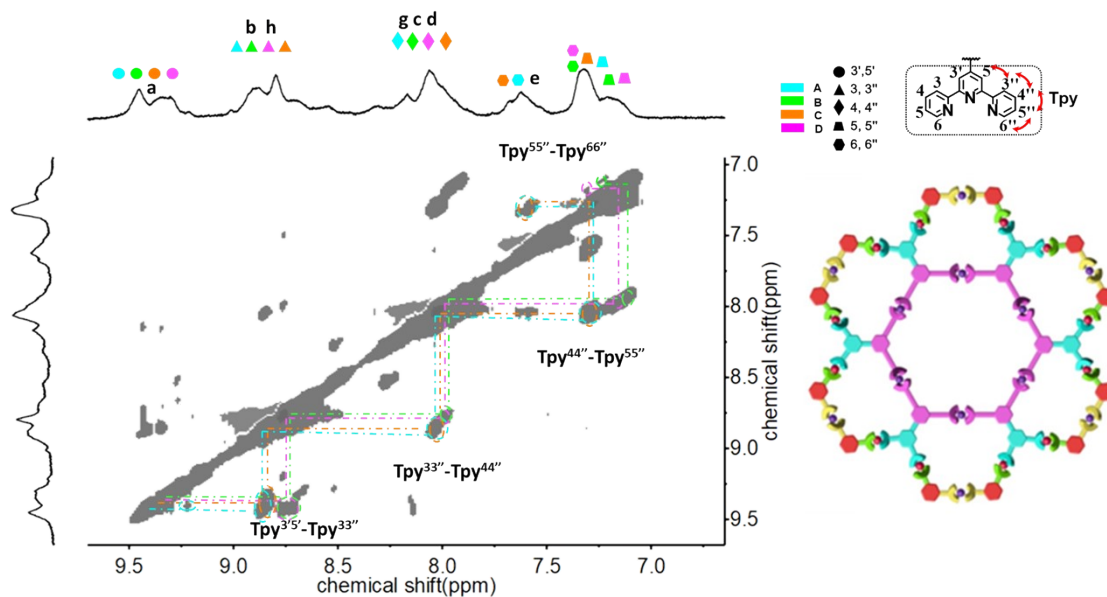 g c d
b h
a
e
A
B
C
D
3',5'
3, 3"
4, 4"
5, 5"
6, 6"
3' 5'
3 3''
4 4''
5 5''
6 6''
Tpy
Tpy55''-Tpy66''
Tpy44''-Tpy55''
Tpy33''-Tpy44''
Tpy3'5'-Tpy33''
7.0
7.5
8.0
8.5
9.0
9.5
chemical shift(ppm)
9.5 9.0 8.5 8.0 7.5 7.0
chemical shift(ppm)
N N N